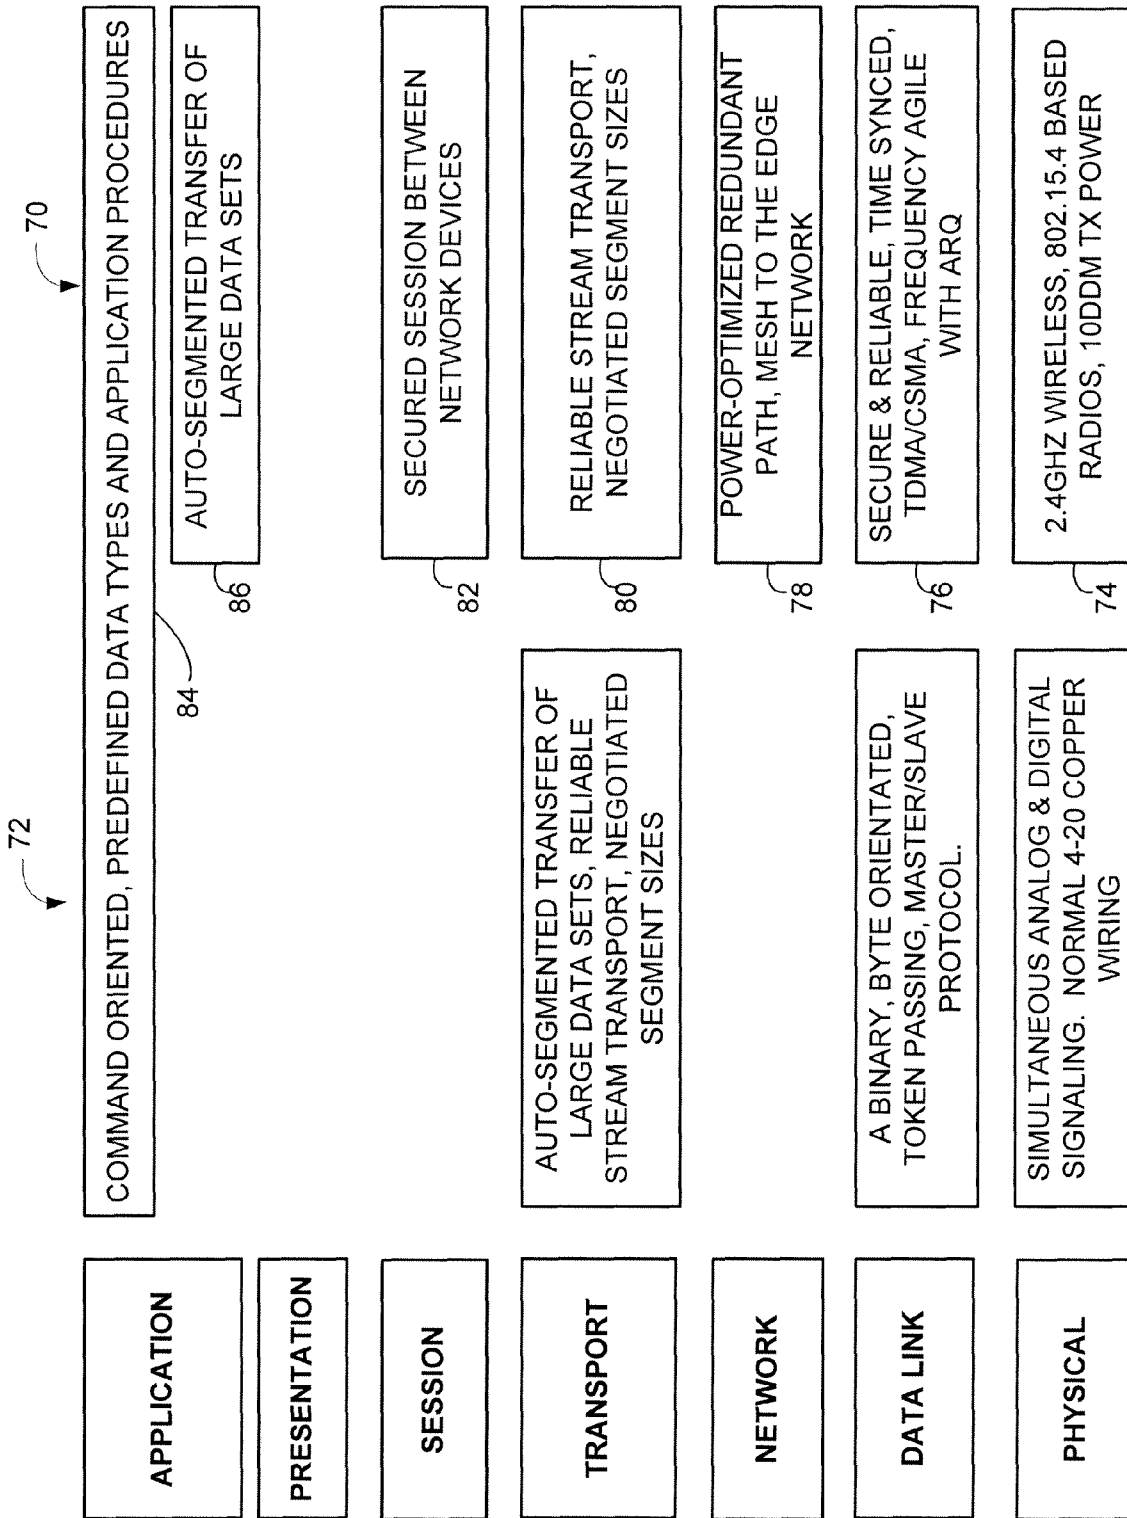 72
70
APPLICATION
COMMAND ORIENTED, PREDEFINED DATA TYPES AND APPLICATION PROCEDURES
84
AUTO-SEGMENTED TRANSFER OF
LARGE DATA SETS
86
PRESENTATION
SESSION
SECURED SESSION BETWEEN
NETWORK DEVICES
82
TRANSPORT
AUTO-SEGMENTED TRANSFER OF
LARGE DATA SETS, RELIABLE
STREAM TRANSPORT, NEGOTIATED
SEGMENT SIZES
RELIABLE STREAM TRANSPORT,
NEGOTIATED SEGMENT SIZES
80
NETWORK
POWER-OPTIMIZED REDUNDANT
PATH, MESH TO THE EDGE
NETWORK
78
DATA LINK
A BINARY, BYTE ORIENTATED,
TOKEN PASSING, MASTER/SLAVE
PROTOCOL.
SECURE & RELIABLE, TIME SYNCED,
TDMA/CSMA, FREQUENCY AGILE
WITH ARQ
76
PHYSICAL
SIMULTANEOUS ANALOG & DIGITAL
SIGNALING. NORMAL 4-20 COPPER
WIRING
2.4GHZ WIRELESS, 802.15.4 BASED
RADIOS, 10DDM TX POWER
74